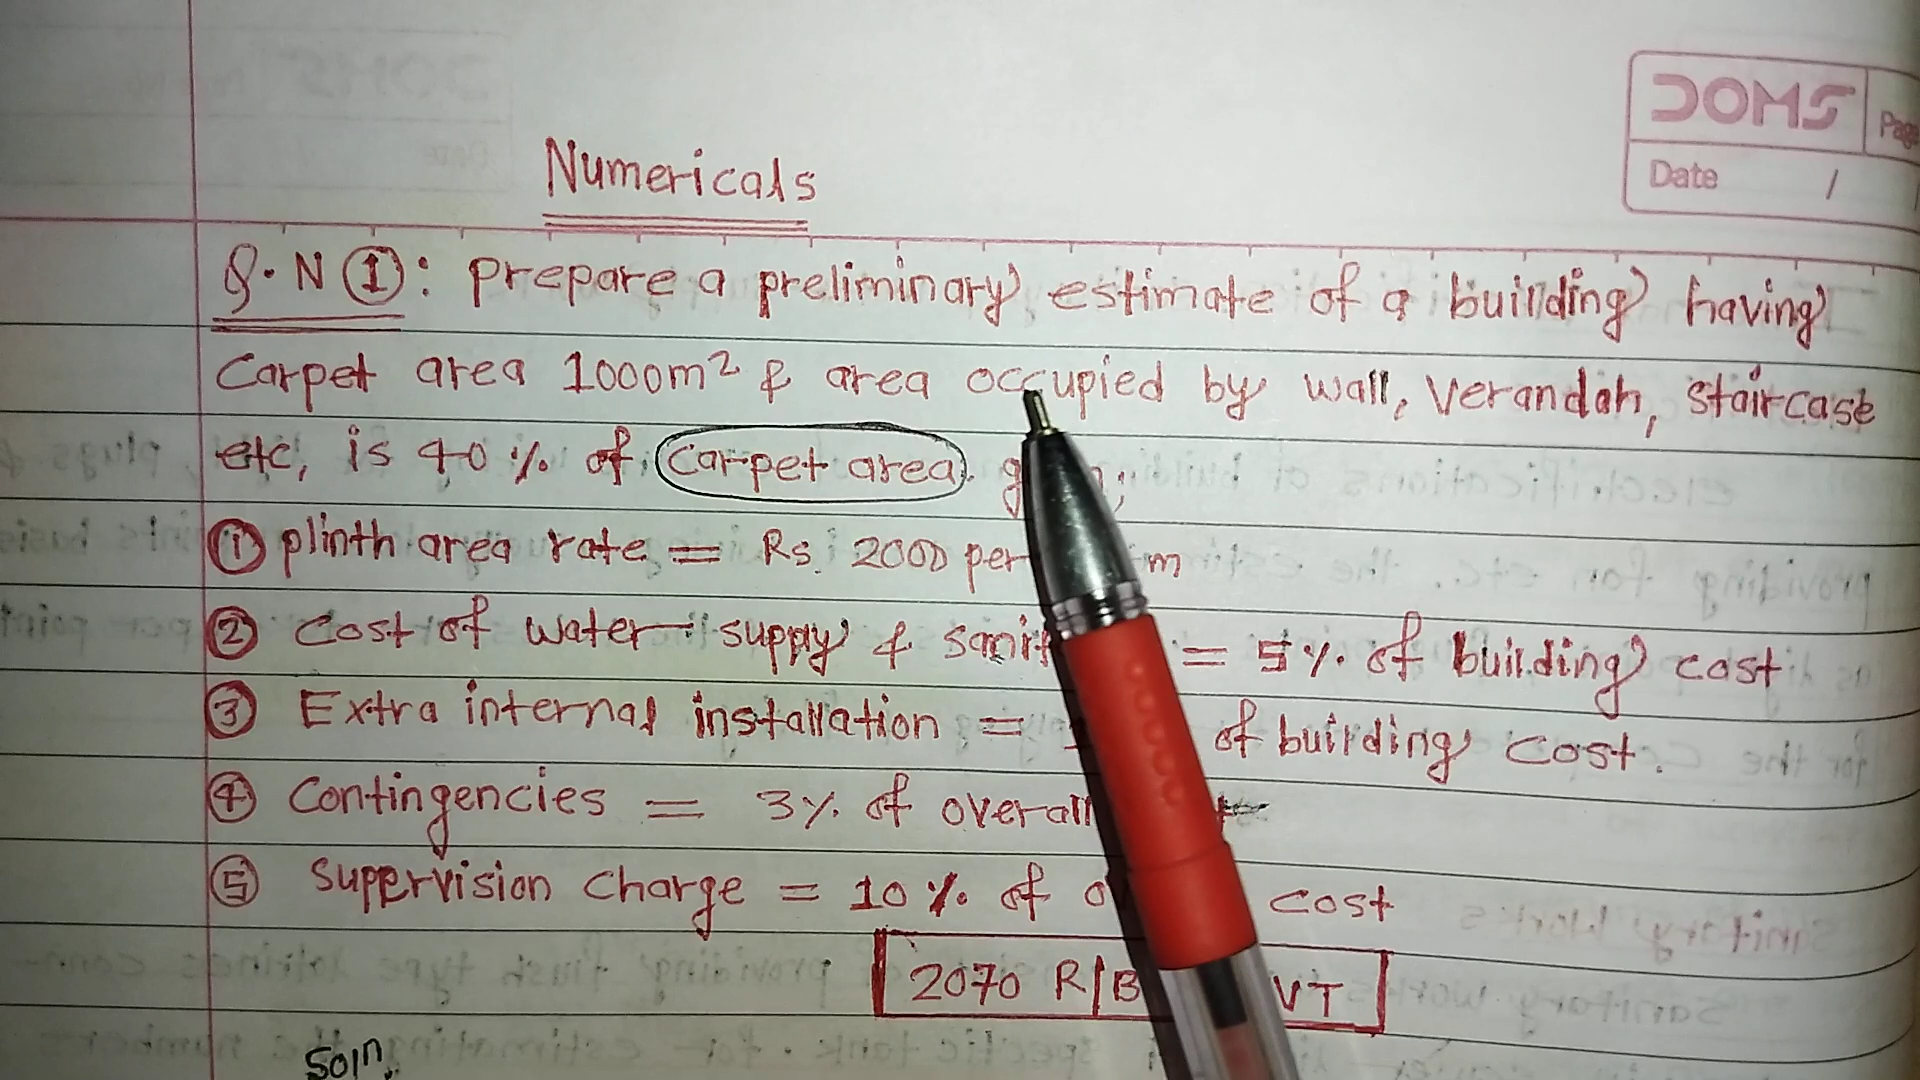 DOMS
Date / /
Numericals
Q.N ①: prepare a preliminary estimate of a building having
Carpet area 1000m² & area occupied by wall, verandah, staircase
etc, is 40 % of carpet area.
① plinth area rate = Rs. 2000 per m
② Cost of water supply & = 5% of building cost
③ Extra internal installation = of building cost.
④ Contingencies = 3% of overall
⑤ Supervision charge = 10% of cost
2070 R/B VT
Soln.